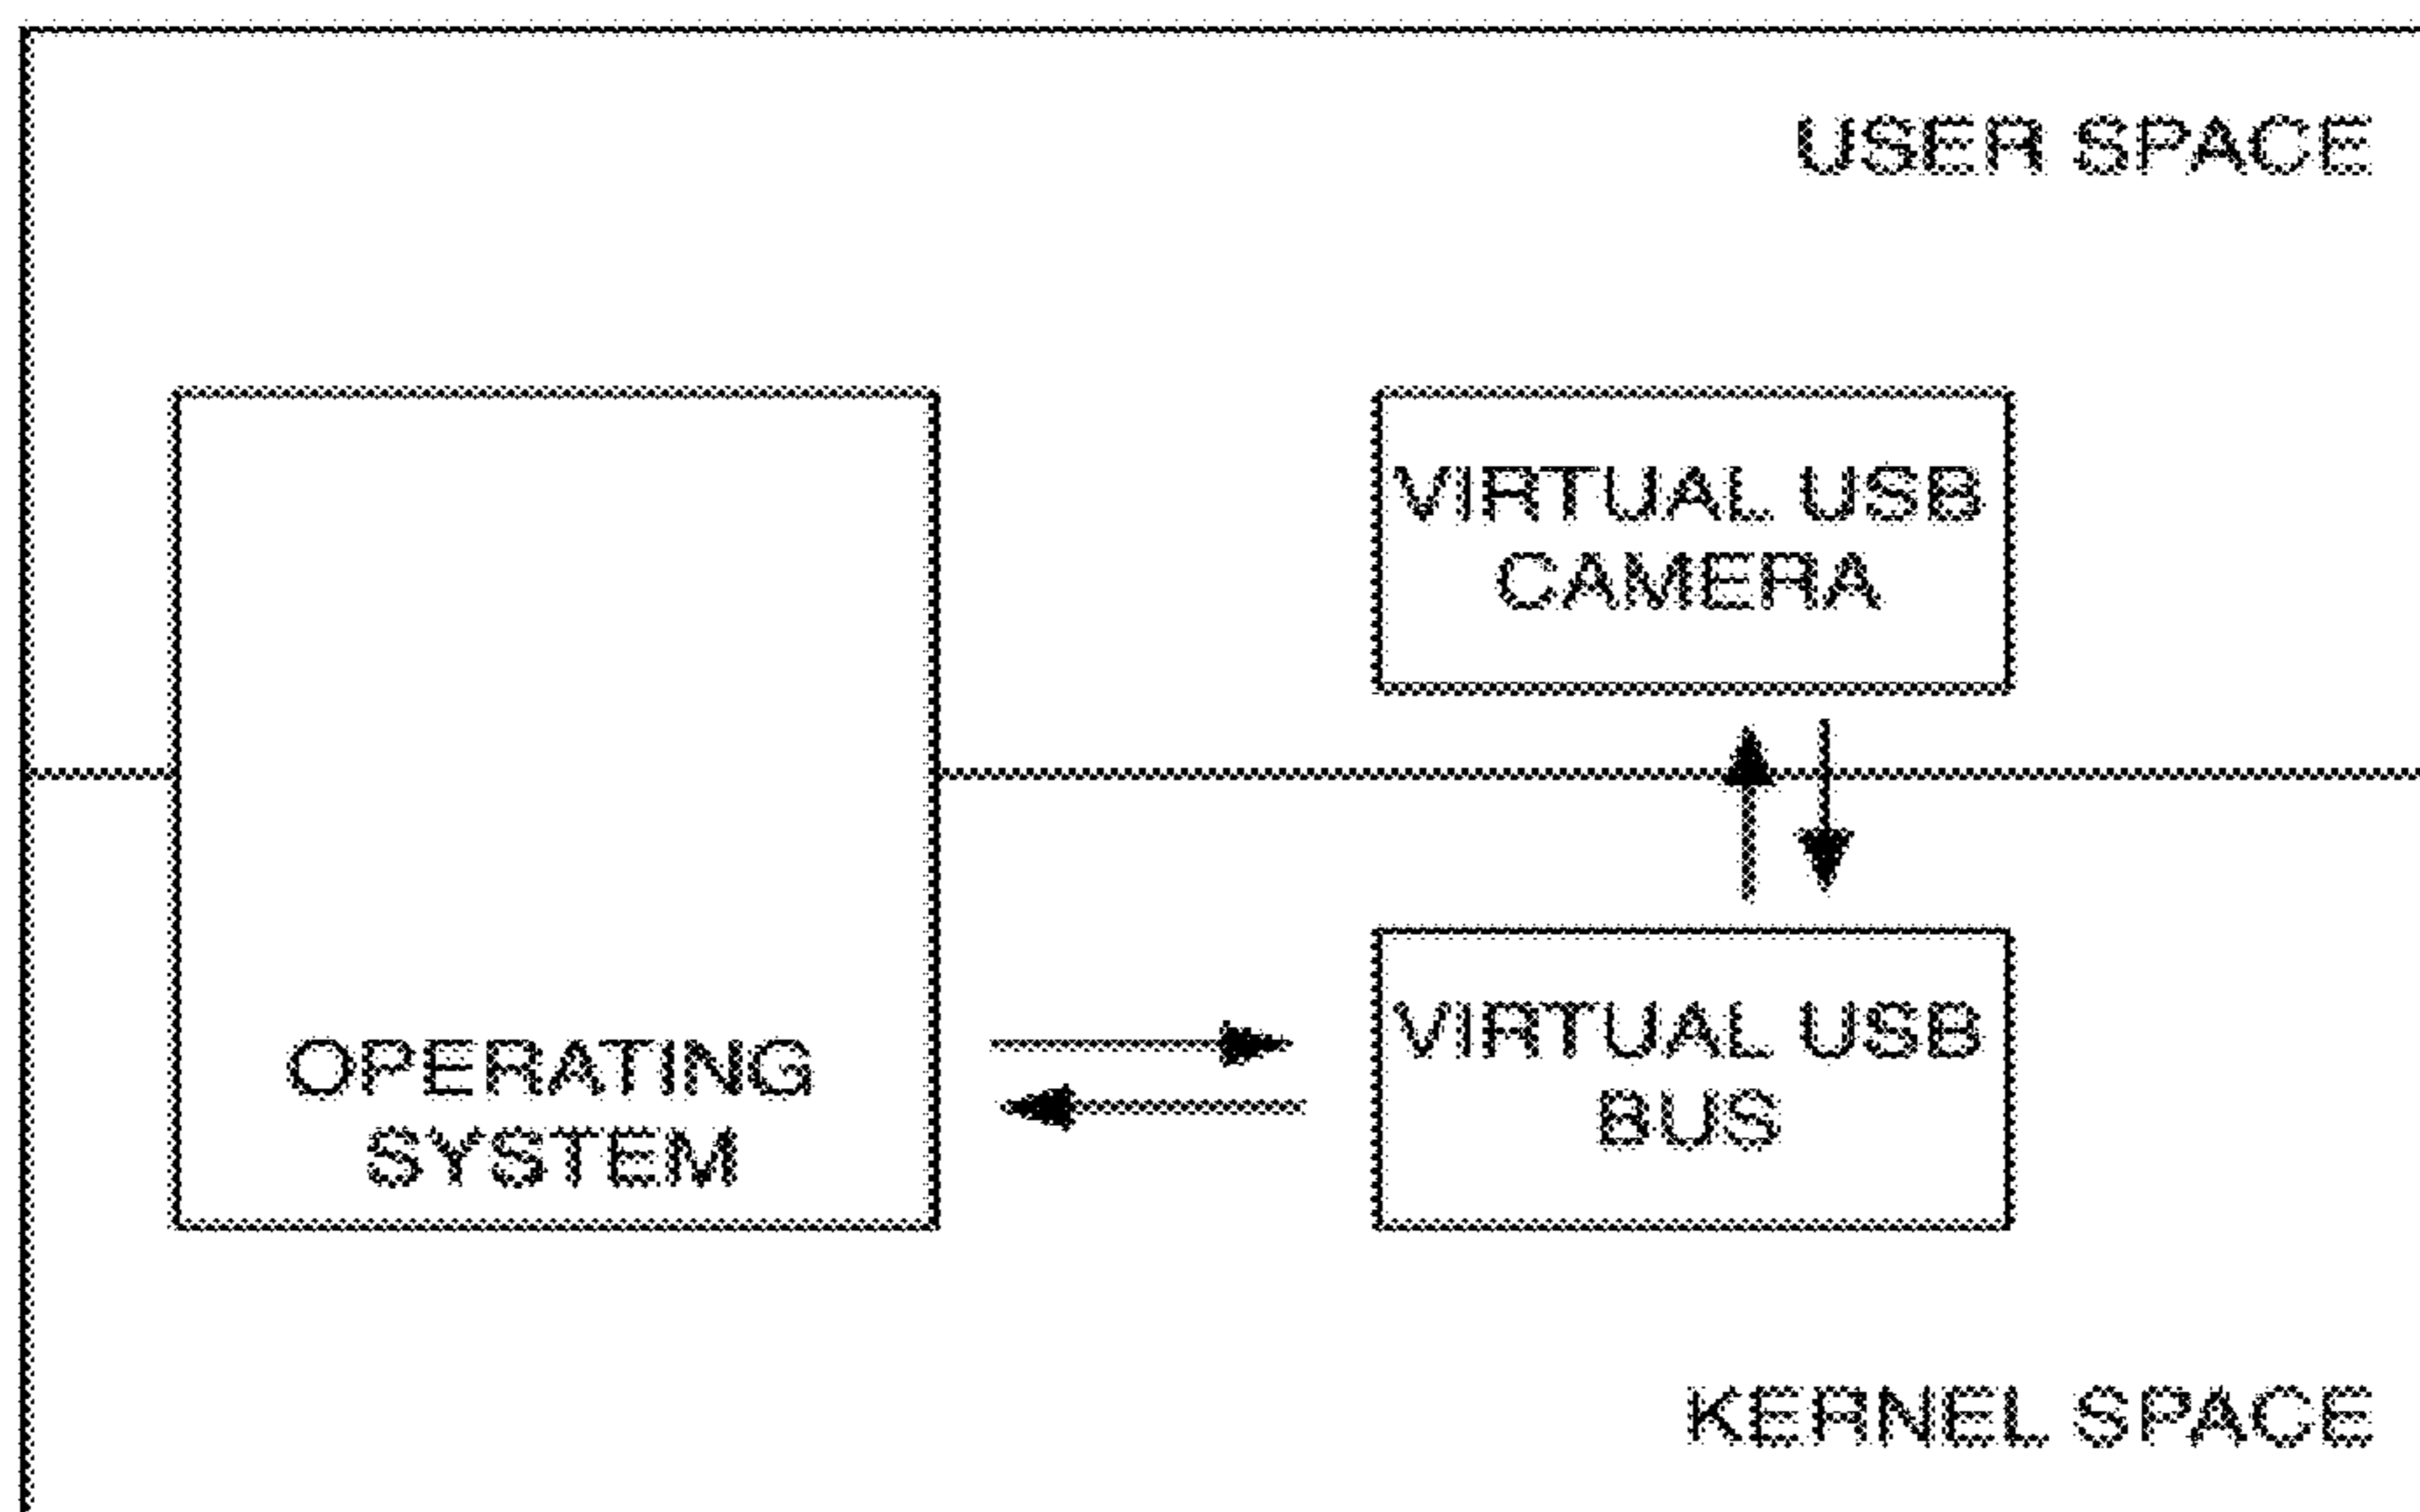 USER SPACE
VIRTUAL USB
CAMERA
OPERATING
SYSTEM
VIRTUAL USB
BUS
KERNEL SPACE